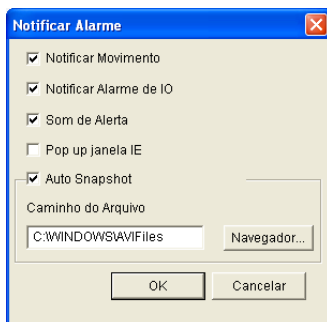 Notificar Alarme
Notificar Movimento
Notificar Alarme de IO
Som de Alerta
Pop up janela IE
Auto Snapshot
Caminho do Arquivo
C:\WINDOWS\AVIFiles
Navegador...
OK
Cancelar